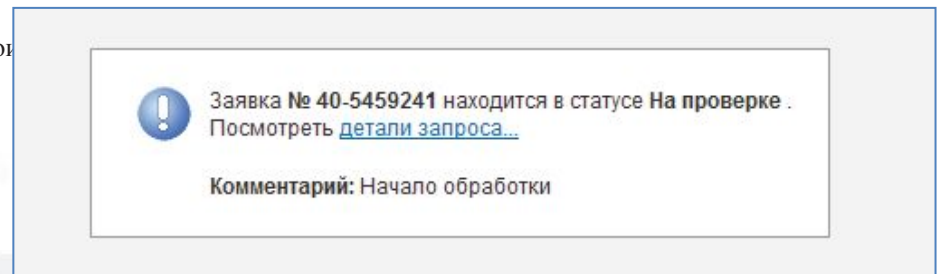 Заявка № 40-5459241 находится в статусе На проверке .
Посмотреть детали запроса...
Комментарий: Начало обработки